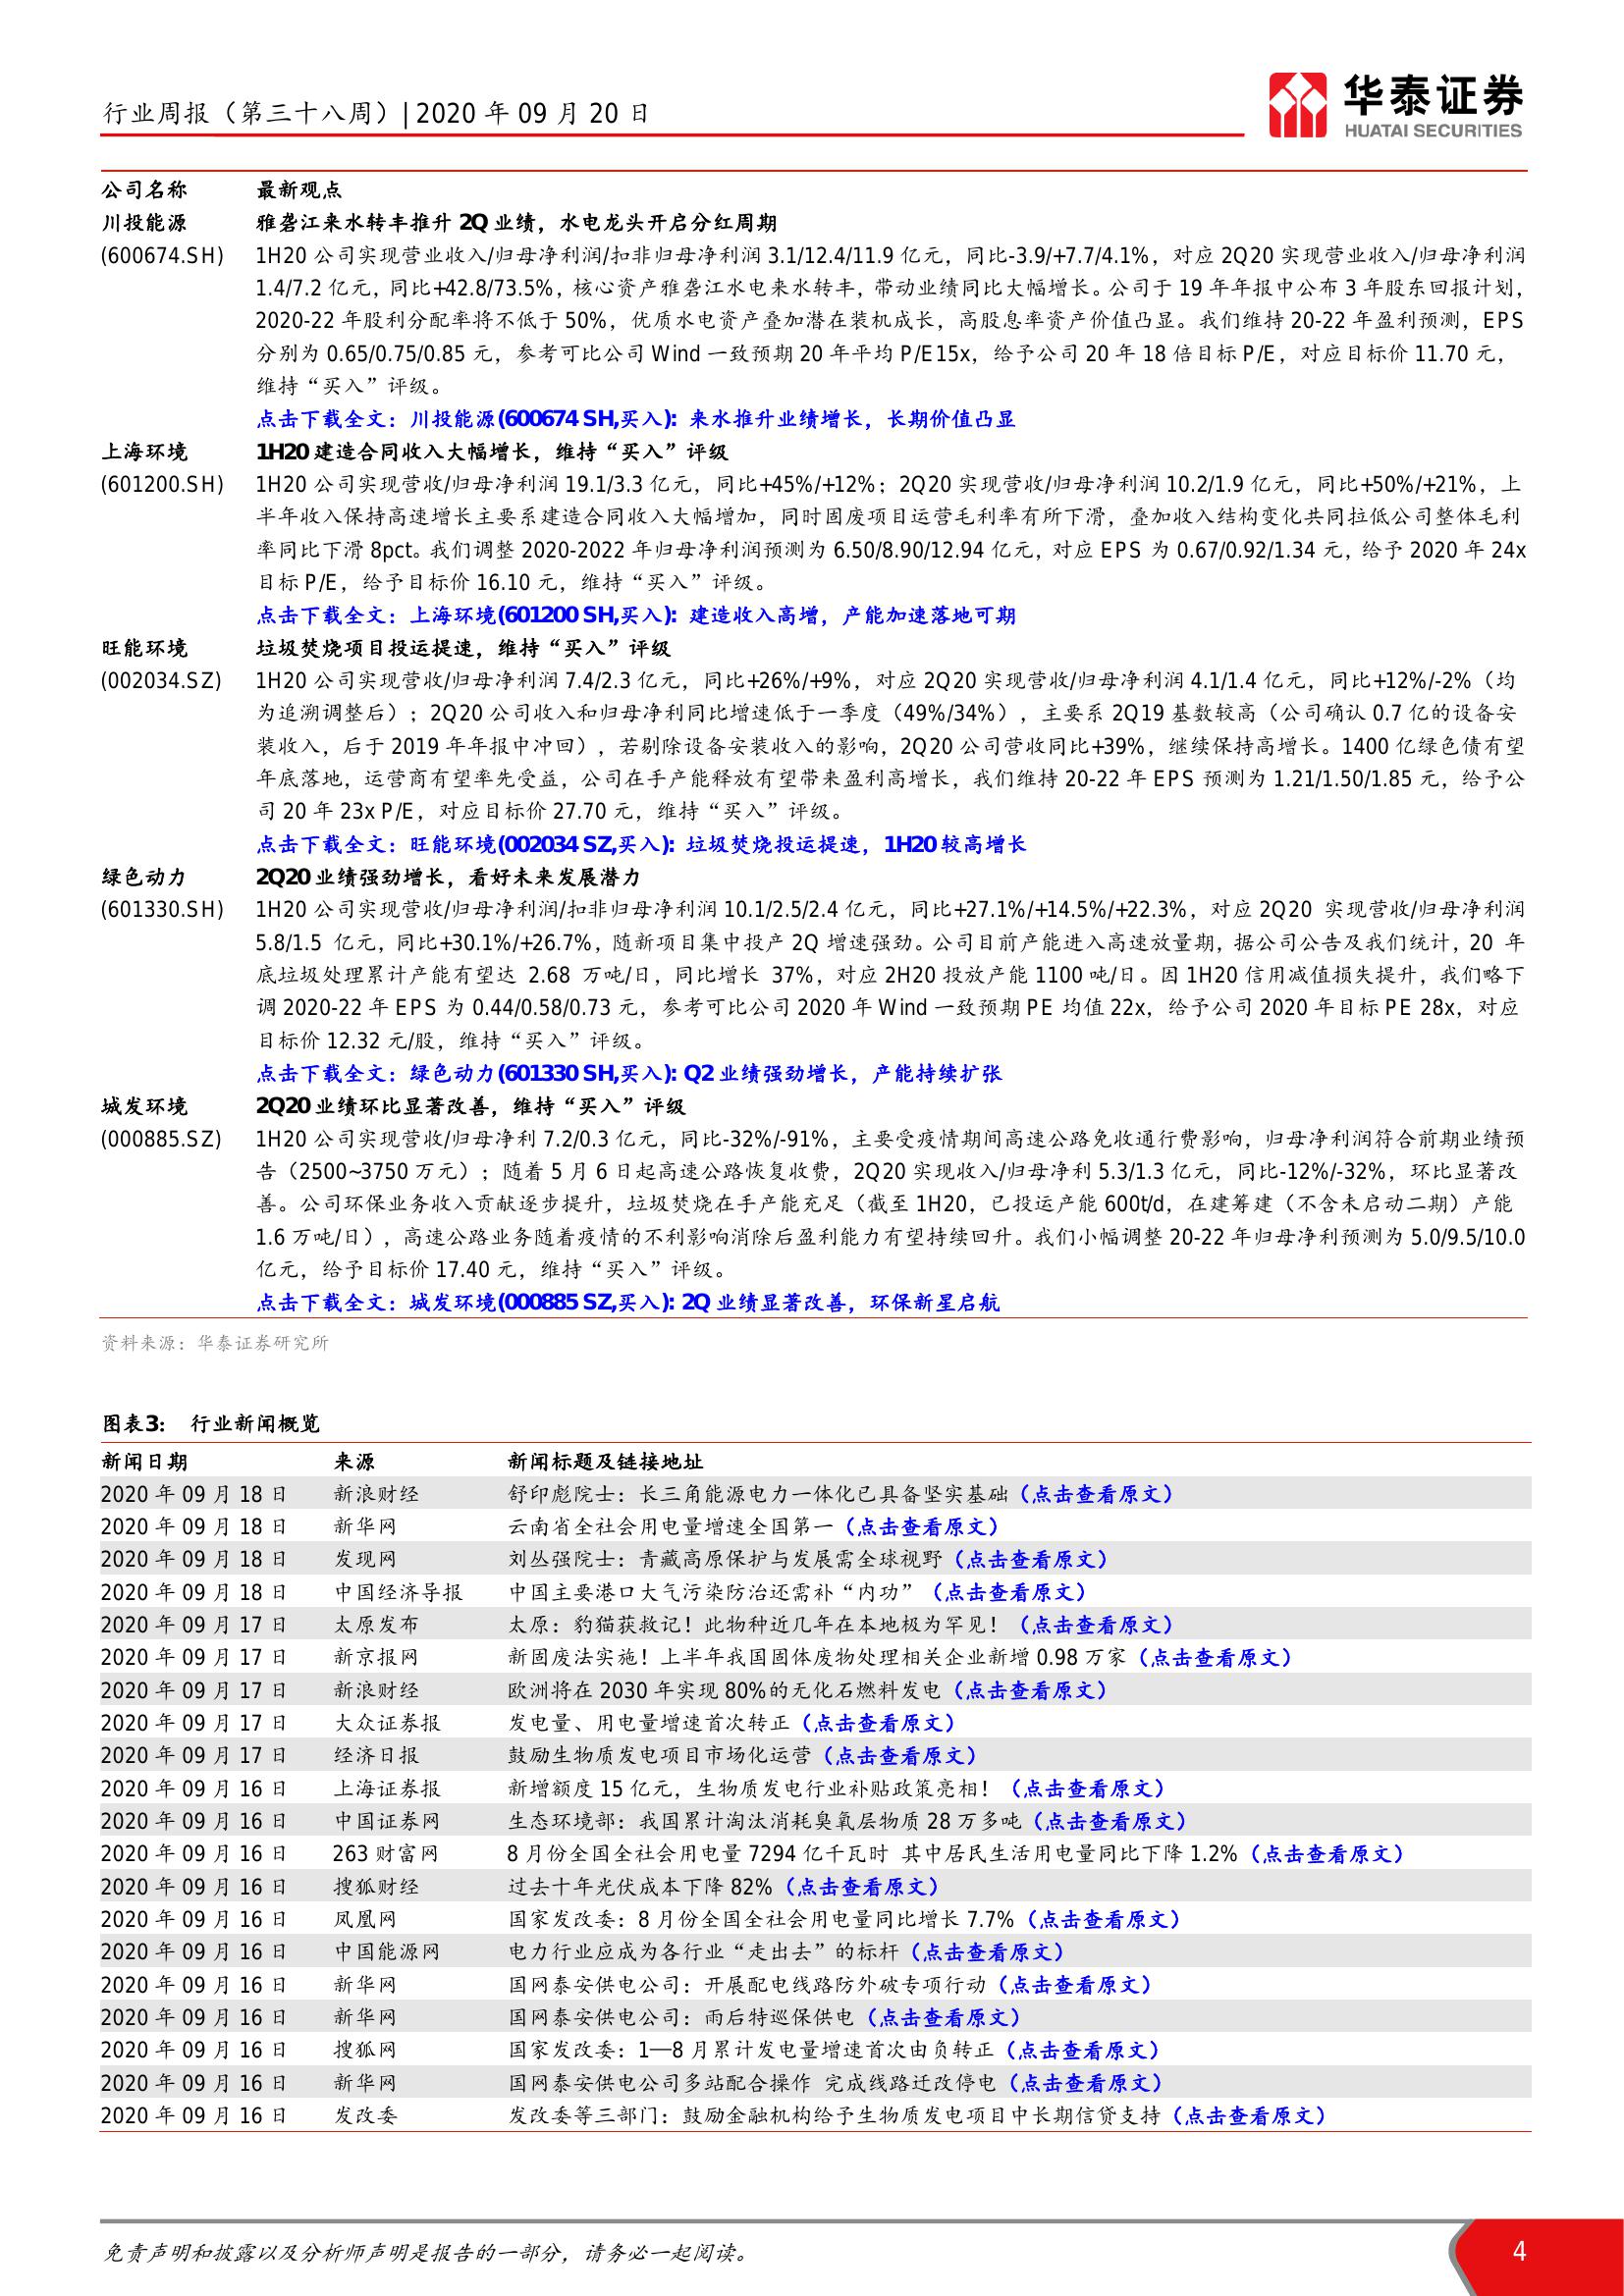 行业周报（第三十八周）| 2020 年 09 月 20 日
华泰证券
HUATAI SECURITIES
公司名称 最新观点
川投能源 雅砻江来水转丰推升 2Q 业绩，水电龙头开启分红周期
(600674.SH) 1H20 公司实现营业收入/归母净利润/扣非归母净利润 3.1/12.4/11.9 亿元，同比-3.9/+7.7/4.1%，对应 2Q20 实现营业收入/归母净利润
1.4/7.2 亿元，同比+42.8/73.5%，核心资产雅砻江水电来水转丰，带动业绩同比大幅增长。公司于 19 年年报中公布 3 年股东回报计划，
2020-22 年股利分配率将不低于 50%，优质水电资产叠加潜在装机成长，高股息率资产价值凸显。我们维持 20-22 年盈利预测，EPS
分别为 0.65/0.75/0.85 元，参考可比公司 Wind 一致预期 20 年平均 P/E15x，给予公司 20 年 18 倍目标 P/E，对应目标价 11.70 元，
维持“买入”评级。
点击下载全文：川投能源(600674 SH,买入): 来水推升业绩增长，长期价值凸显
上海环境 1H20 建造合同收入大幅增长，维持“买入”评级
(601200.SH) 1H20 公司实现营收/归母净利润 19.1/3.3 亿元，同比+45%/+12%；2Q20 实现营收/归母净利润 10.2/1.9 亿元，同比+50%/+21%，上
半年收入保持高速增长主要系建造合同收入大幅增加，同时固废项目运营毛利率有所下滑，叠加收入结构变化共同拉低公司整体毛利
率同比下滑 8pct。我们调整 2020-2022 年归母净利润预测为 6.50/8.90/12.94 亿元，对应 EPS 为 0.67/0.92/1.34 元，给予 2020 年 24x
目标 P/E，给予目标价 16.10 元，维持“买入”评级。
点击下载全文：上海环境(601200 SH,买入): 建造收入高增，产能加速落地可期
旺能环境 垃圾焚烧项目投运提速，维持“买入”评级
(002034.SZ) 1H20 公司实现营收/归母净利润 7.4/2.3 亿元，同比+26%/+9%，对应 2Q20 实现营收/归母净利润 4.1/1.4 亿元，同比+12%/-2%（均
为追溯调整后）；2Q20 公司收入和归母净利同比增速低于一季度（49%/34%），主要系 2Q19 基数较高（公司确认 0.7 亿的设备安
装收入，后于 2019 年年报中冲回），若剔除设备安装收入的影响，2Q20 公司营收同比+39%，继续保持高增长。1400 亿绿色债有望
年底落地，运营商有望率先受益，公司在手产能释放有望带来盈利高增长，我们维持 20-22 年 EPS 预测为 1.21/1.50/1.85 元，给予公
司 20 年 23x P/E，对应目标价 27.70 元，维持“买入”评级。
点击下载全文：旺能环境(002034 SZ,买入): 垃圾焚烧投运提速，1H20 较高增长
绿色动力 2Q20 业绩强劲增长，看好未来发展潜力
(601330.SH) 1H20 公司实现营收/归母净利润/扣非归母净利润 10.1/2.5/2.4 亿元，同比+27.1%/+14.5%/+22.3%，对应 2Q20 实现营收/归母净利润
5.8/1.5 亿元，同比+30.1%/+26.7%，随新项目集中投产 2Q 增速强劲。公司目前产能进入高速放量期，据公司公告及我们统计，20 年
底垃圾处理累计产能有望达 2.68 万吨/日，同比增长 37%，对应 2H20 投放产能 1100 吨/日。因 1H20 信用减值损失提升，我们略下
调 2020-22 年 EPS 为 0.44/0.58/0.73 元，参考可比公司 2020 年 Wind 一致预期 PE 均值 22x，给予公司 2020 年目标 PE 28x，对应
目标价 12.32 元/股，维持“买入”评级。
点击下载全文：绿色动力(601330 SH,买入): Q2 业绩强劲增长，产能持续扩张
城发环境 2Q20 业绩环比显著改善，维持“买入”评级
(000885.SZ) 1H20 公司实现营收/归母净利 7.2/0.3 亿元，同比-32%/-91%，主要受疫情期间高速公路免收通行费影响，归母净利润符合前期业绩预
告（2500~3750 万元）；随着 5 月 6 日起高速公路恢复收费，2Q20 实现收入/归母净利 5.3/1.3 亿元，同比-12%/-32%，环比显著改
善。公司环保业务收入贡献逐步提升，垃圾焚烧在手产能充足（截至 1H20，已投运产能 600t/d，在建筹建（不含未启动二期）产能
1.6 万吨/日），高速公路业务随着疫情的不利影响消除后盈利能力有望持续回升。我们小幅调整 20-22 年归母净利预测为 5.0/9.5/10.0
亿元，给予目标价 17.40 元，维持“买入”评级。
点击下载全文：城发环境(000885 SZ,买入): 2Q 业绩显著改善，环保新星启航
资料来源：华泰证券研究所
图表3： 行业新闻概览
新闻日期 来源 新闻标题及链接地址
2020 年 09 月 18 日 新浪财经 舒印彪院士：长三角能源电力一体化已具备坚实基础（点击查看原文）
2020 年 09 月 18 日 新华网 云南省全社会用电量增速全国第一（点击查看原文）
2020 年 09 月 18 日 发现网 刘丛强院士：青藏高原保护与发展需全球视野（点击查看原文）
2020 年 09 月 18 日 中国经济导报 中国主要港口大气污染防治还需补“内功”（点击查看原文）
2020 年 09 月 17 日 太原发布 太原：豹猫获救记！此物种近几年在本地极为罕见！（点击查看原文）
2020 年 09 月 17 日 新京报网 新固废法实施！上半年我国固体废物处理相关企业新增 0.98 万家（点击查看原文）
2020 年 09 月 17 日 新浪财经 欧洲将在 2030 年实现 80%的无化石燃料发电（点击查看原文）
2020 年 09 月 17 日 大众证券报 发电量、用电量增速首次转正（点击查看原文）
2020 年 09 月 17 日 经济日报 鼓励生物质发电项目市场化运营（点击查看原文）
2020 年 09 月 16 日 上海证券报 新增额度 15 亿元，生物质发电行业补贴政策亮相！（点击查看原文）
2020 年 09 月 16 日 中国证券网 生态环境部：我国累计淘汰消耗臭氧层物质 28 万多吨（点击查看原文）
2020 年 09 月 16 日 263 财富网 8 月份全国全社会用电量 7294 亿千瓦时 其中居民生活用电量同比下降 1.2%（点击查看原文）
2020 年 09 月 16 日 搜狐财经 过去十年光伏成本下降 82%（点击查看原文）
2020 年 09 月 16 日 凤凰网 国家发改委：8 月份全国全社会用电量同比增长 7.7%（点击查看原文）
2020 年 09 月 16 日 中国能源网 电力行业应成为各行业“走出去”的标杆（点击查看原文）
2020 年 09 月 16 日 新华网 国网泰安供电公司：开展配电线路防外破专项行动（点击查看原文）
2020 年 09 月 16 日 新华网 国网泰安供电公司：雨后特巡保供电（点击查看原文）
2020 年 09 月 16 日 搜狐网 国家发改委：1—8 月累计发电量增速首次由负转正（点击查看原文）
2020 年 09 月 16 日 新华网 国网泰安供电公司多站配合操作 完成线路迁改停电（点击查看原文）
2020 年 09 月 16 日 发改委 发改委等三部门：鼓励金融机构给予生物质发电项目中长期信贷支持（点击查看原文）
免责声明和披露以及分析师声明是报告的一部分，请务必一起阅读。 4